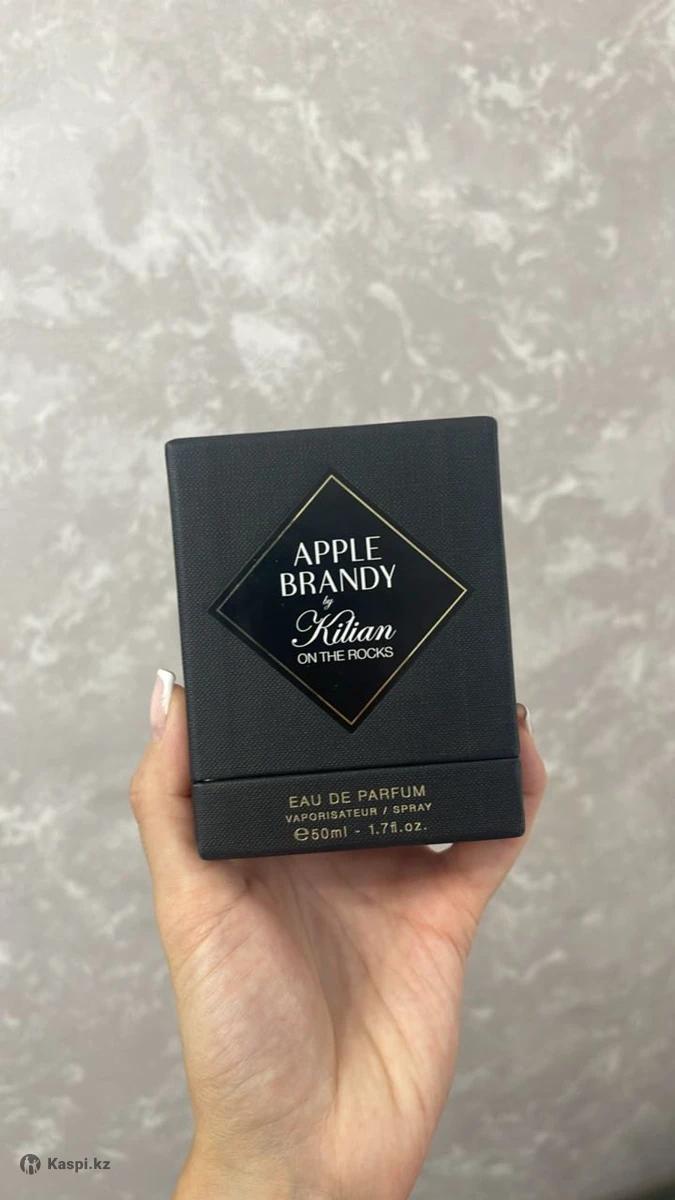 APPLE
BRANDY
by
Kilian
ON THE ROCKS
EAU DE PARFUM
VAPORISATEUR / SPRAY
℮50ml - 1.7fl.oz.
Kaspi.kz